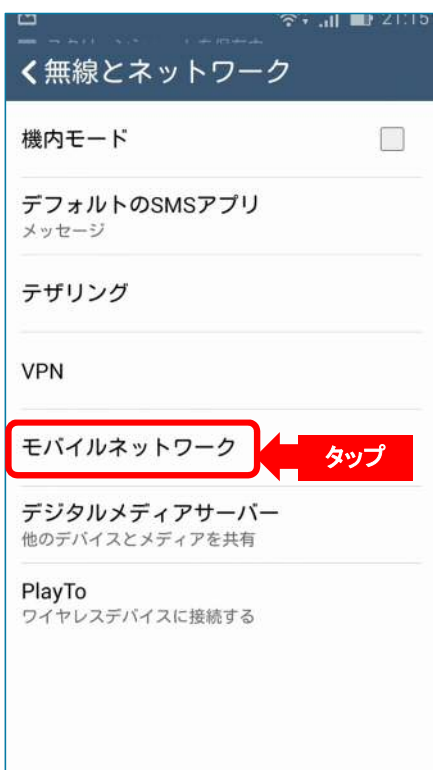 21:15
無線とネットワーク
機内モード
デフォルトのSMSアプリ
メッセージ
テザリング
VPN
モバイルネットワーク
タップ
デジタルメディアサーバー
他のデバイスとメディアを共有
PlayTo
ワイヤレスデバイスに接続する